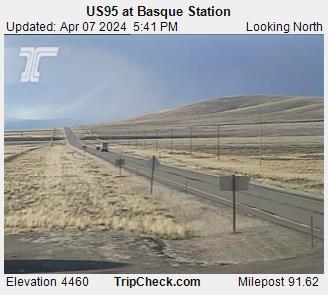 US95 at Basque Station
Updated: Apr 07 2024 5:41 PM Looking North
Elevation 4460 TripCheck.com Milepost 91.62